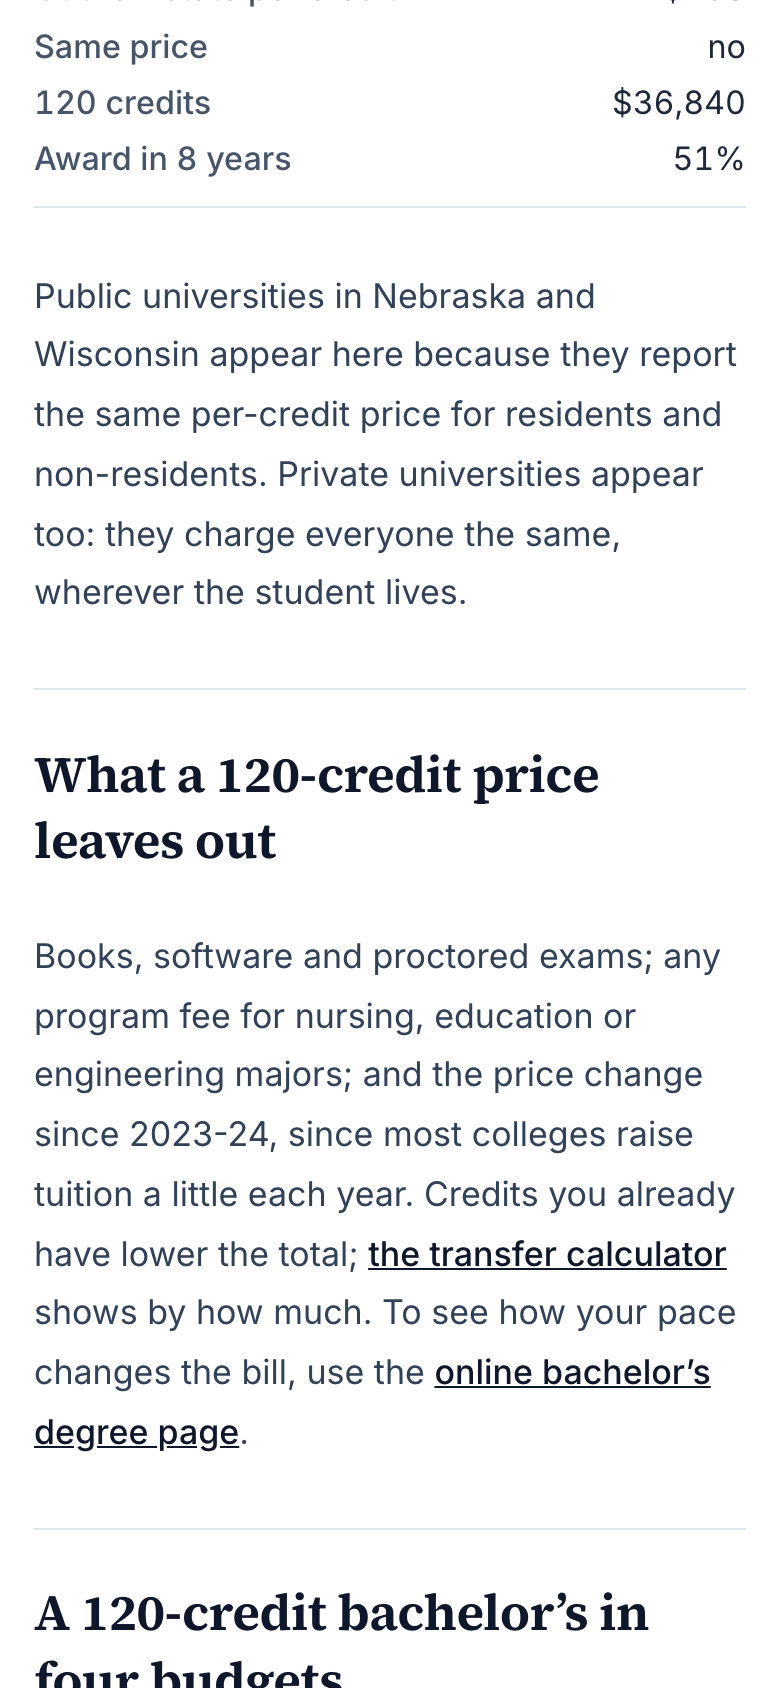 Same price no
120 credits $36,840
Award in 8 years 51%
Public universities in Nebraska and
Wisconsin appear here because they report
the same per-credit price for residents and
non-residents. Private universities appear
too: they charge everyone the same,
wherever the student lives.
What a 120-credit price
leaves out
Books, software and proctored exams; any
program fee for nursing, education or
engineering majors; and the price change
since 2023-24, since most colleges raise
tuition a little each year. Credits you already
have lower the total; the transfer calculator
shows by how much. To see how your pace
changes the bill, use the online bachelor’s
degree page.
A 120-credit bachelor’s in
four budgets